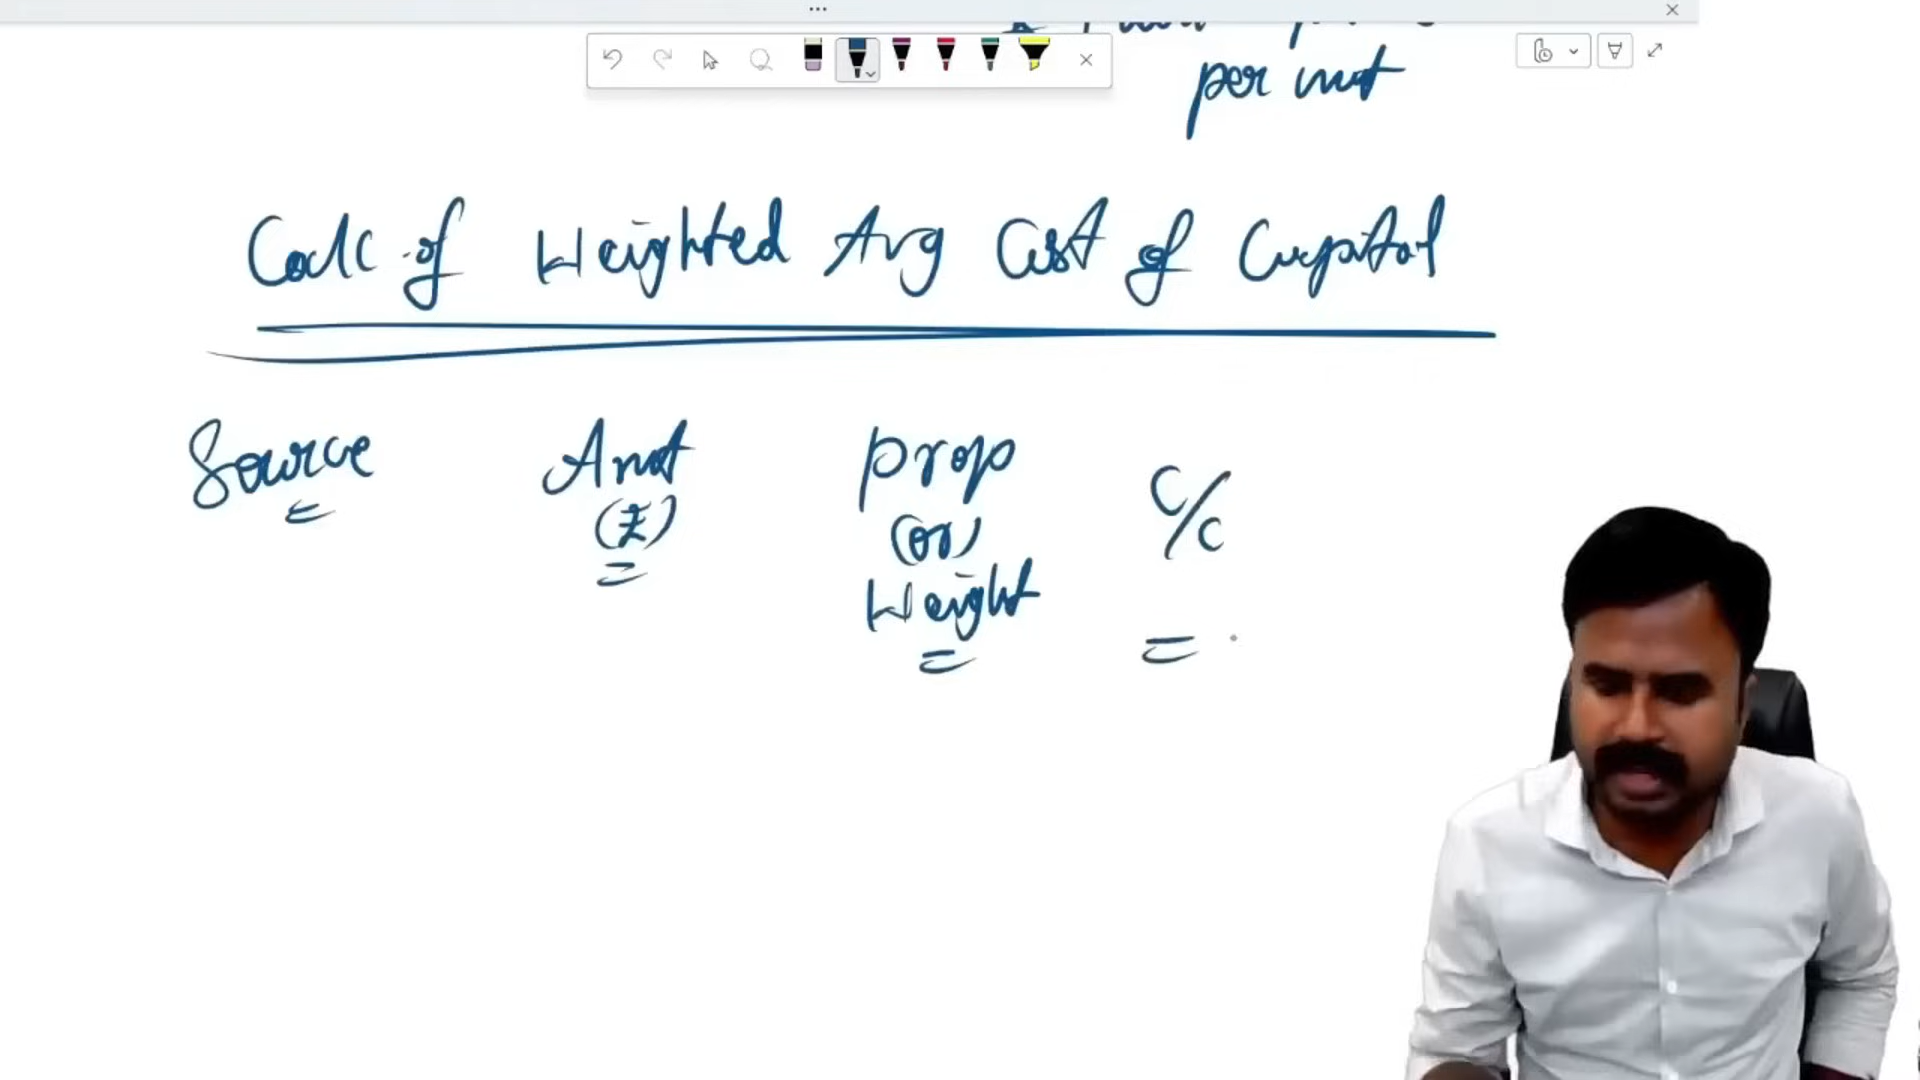 per unit
Calc. of Weighted Avg Cost of Capital
Source Amt Prop C/C
(₹) (or)
Weight